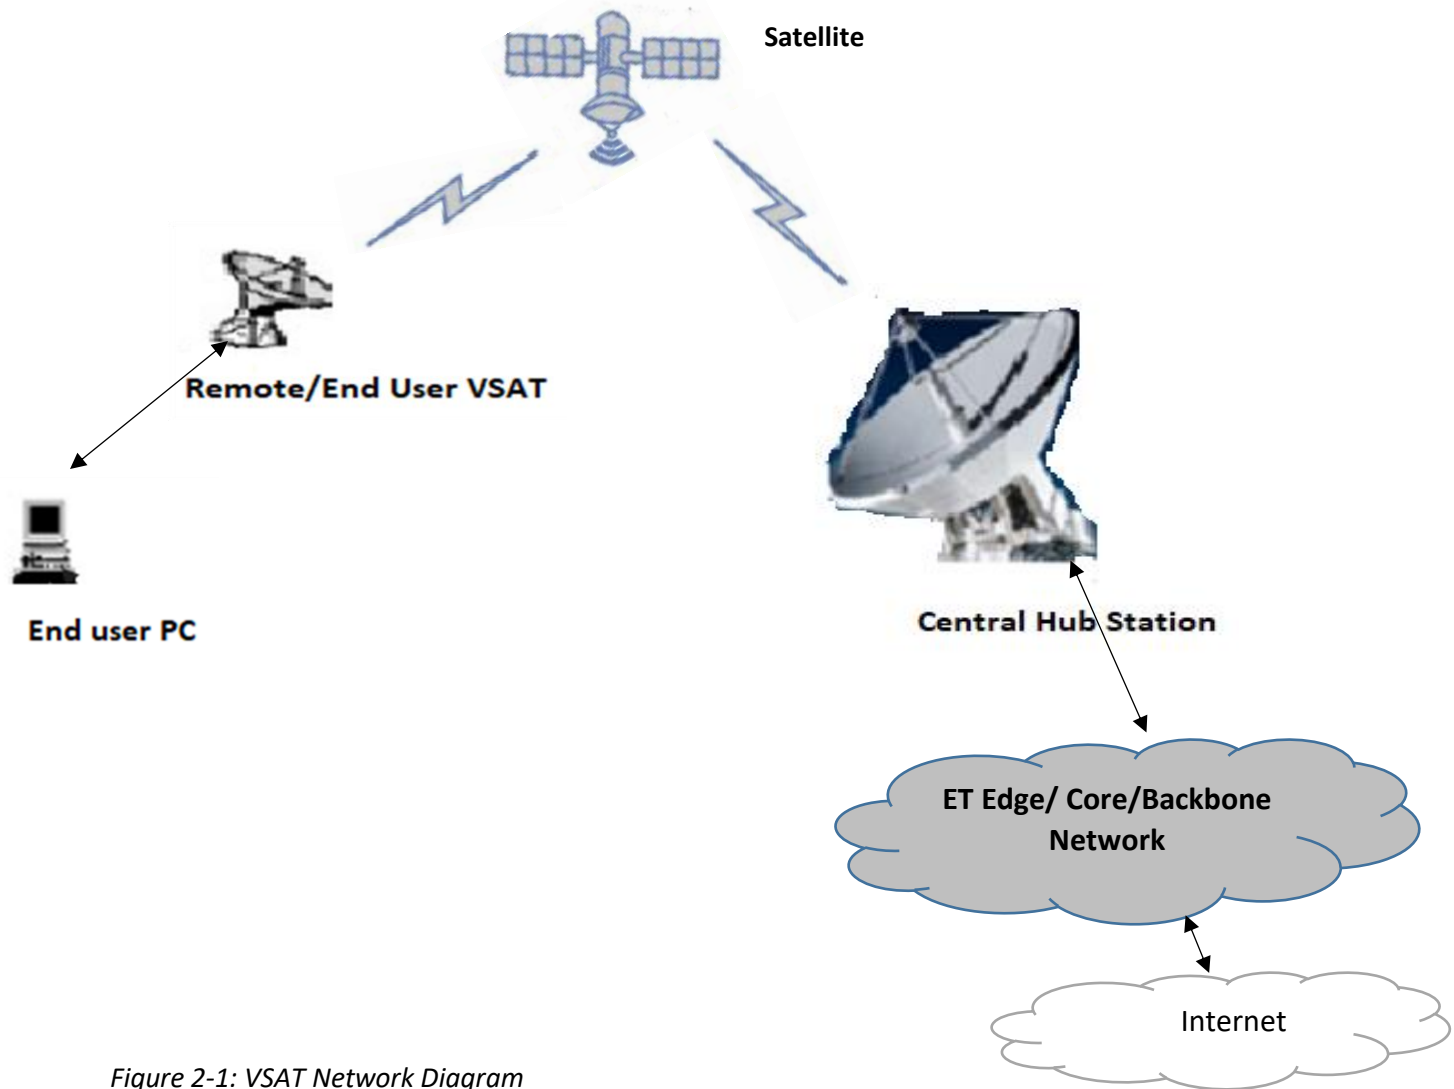 Satellite
Remote/End User VSAT
End user PC
Central Hub Station
ET Edge/ Core/Backbone
Network
Internet
Figure 2-1: VSAT Network Diagram